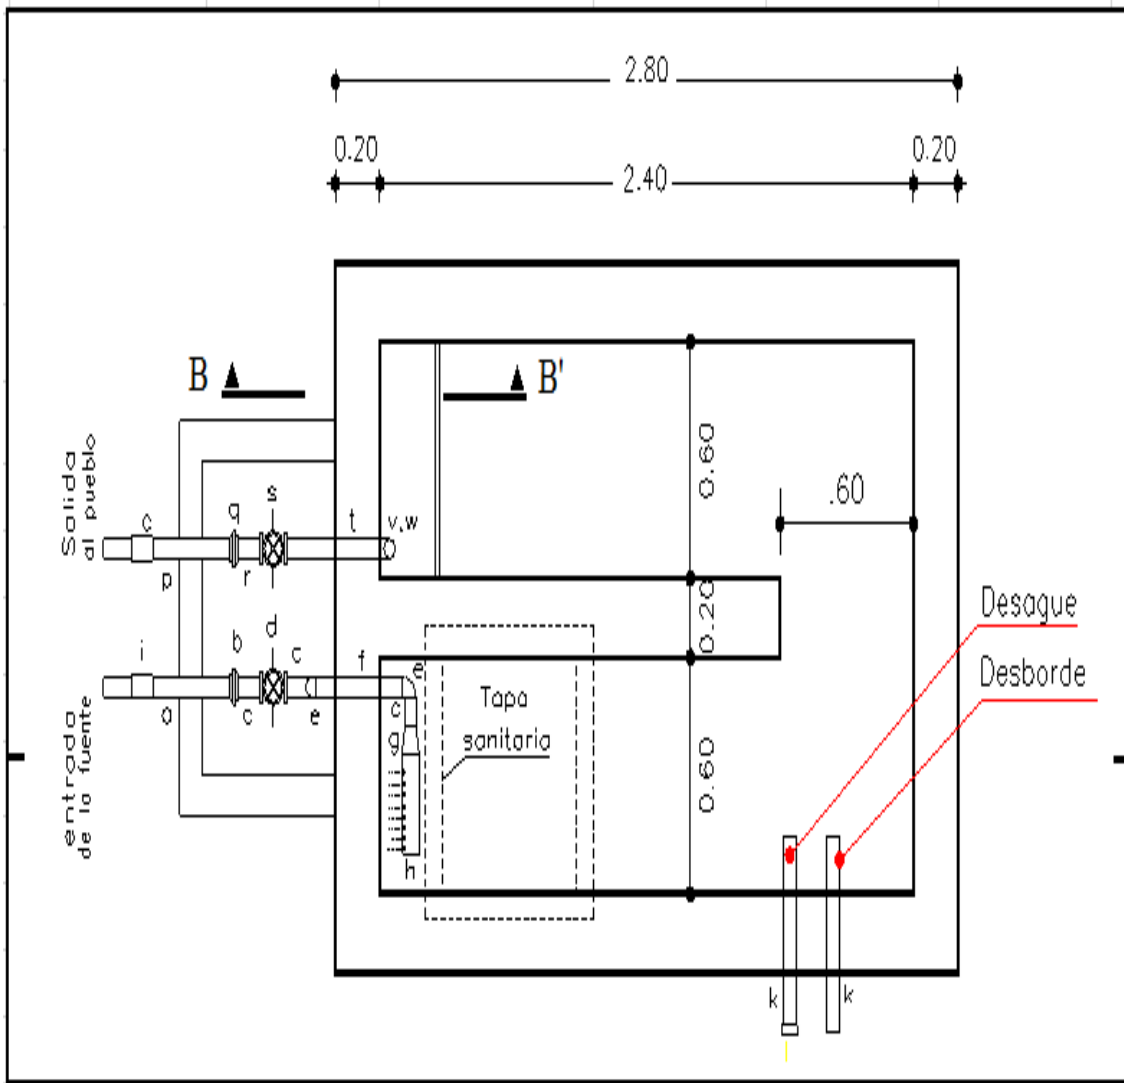 2.80
0.20
2.40
0.20
B
B'
Salida
al pueblo
c
q
s
t
v,w
p
r
0.60
.60
0.20
i
b
d
c
f
e
o
c
e
c
g
h
entrada
de la fuente
Tapa
sanitaria
0.60
Desague
Desborde
k
k